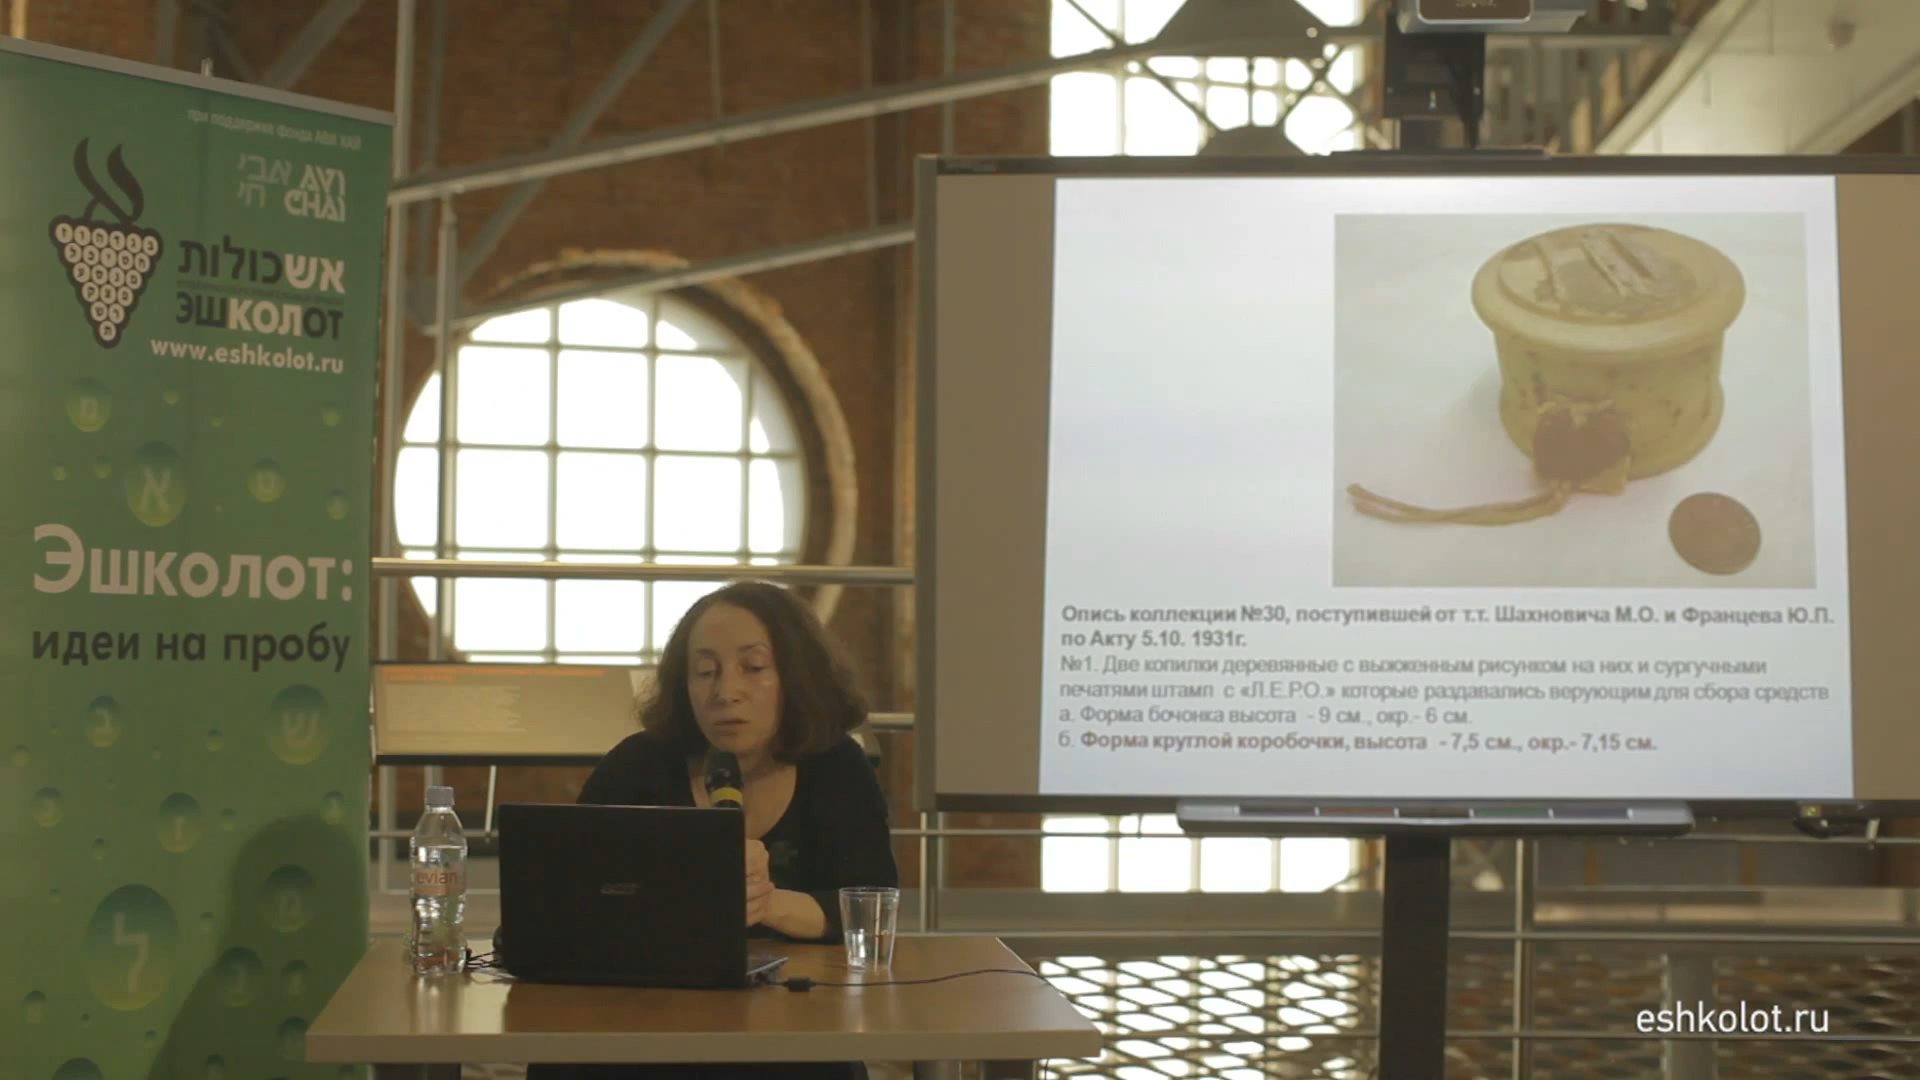 при поддержке фонда АВИ ХАЙ
אבי
חי
AVI
CHAI
אשכולות
ЭШКОЛОТ
www.eshkolot.ru
Эшколот:
идеи на пробу
evian
acer
Опись коллекции №30, поступившей от т.т. Шахновича М.О. и Францева Ю.П.
по Акту 5.10. 1931г.
№1. Две копилки деревянные с выжженным рисунком на них и сургучными
печатями штамп с «Л.Е.Р.О.» которые раздавались верующим для сбора средств
а. Форма бочонка высота - 9 см., окр.- 6 см.
б. Форма круглой коробочки, высота - 7,5 см., окр.- 7,15 см.
eshkolot.ru